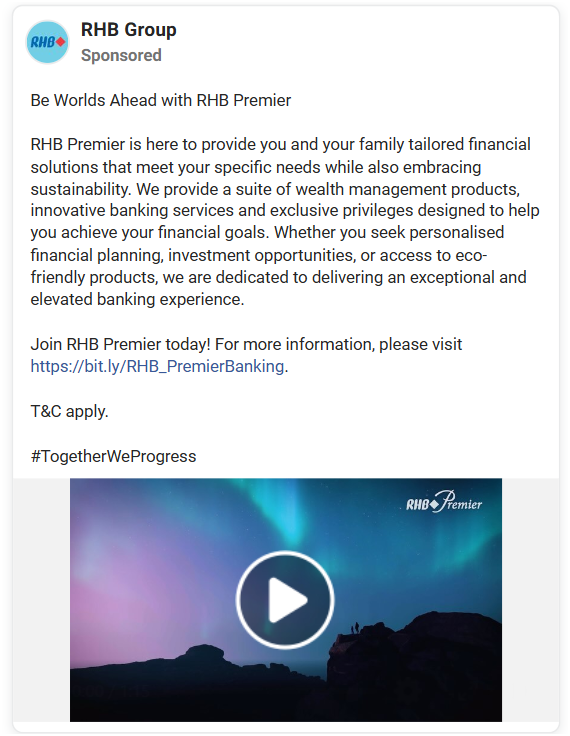 RHB
RHB Group
Sponsored
Be Worlds Ahead with RHB Premier
RHB Premier is here to provide you and your family tailored financial
solutions that meet your specific needs while also embracing
sustainability. We provide a suite of wealth management products,
innovative banking services and exclusive privileges designed to help
you achieve your financial goals. Whether you seek personalised
financial planning, investment opportunities, or access to eco-
friendly products, we are dedicated to delivering an exceptional and
elevated banking experience.
Join RHB Premier today! For more information, please visit
https://bit.ly/RHB_PremierBanking.
T&C apply.
#TogetherWeProgress
RHB Premier